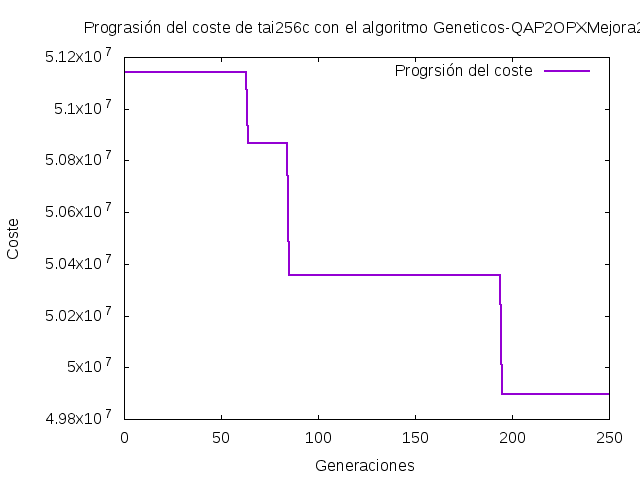 Prograsión del coste de tai256c con el algoritmo Geneticos-QAP2OPXMejora2
Progrsión del coste
5.12x10^7
5.1x10^7
5.08x10^7
5.06x10^7
5.04x10^7
5.02x10^7
5x10^7
4.98x10^7
Coste
0 50 100 150 200 250
Generaciones